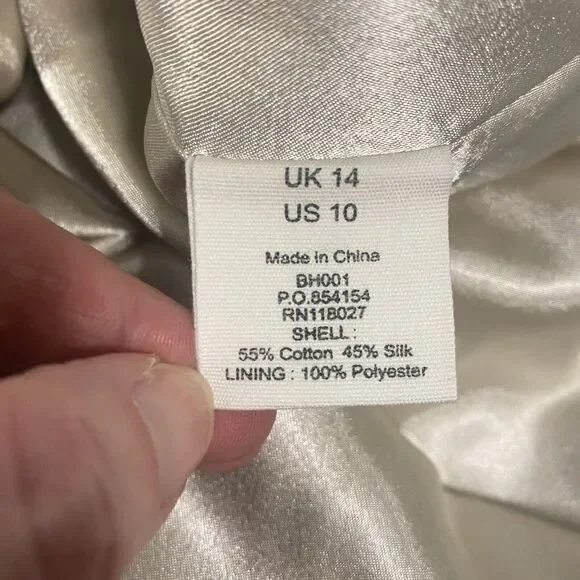 UK 14
US 10
Made in China
BH001
P.O.854154
RN118027
SHELL :
55% Cotton 45% Silk
LINING : 100% Polyester